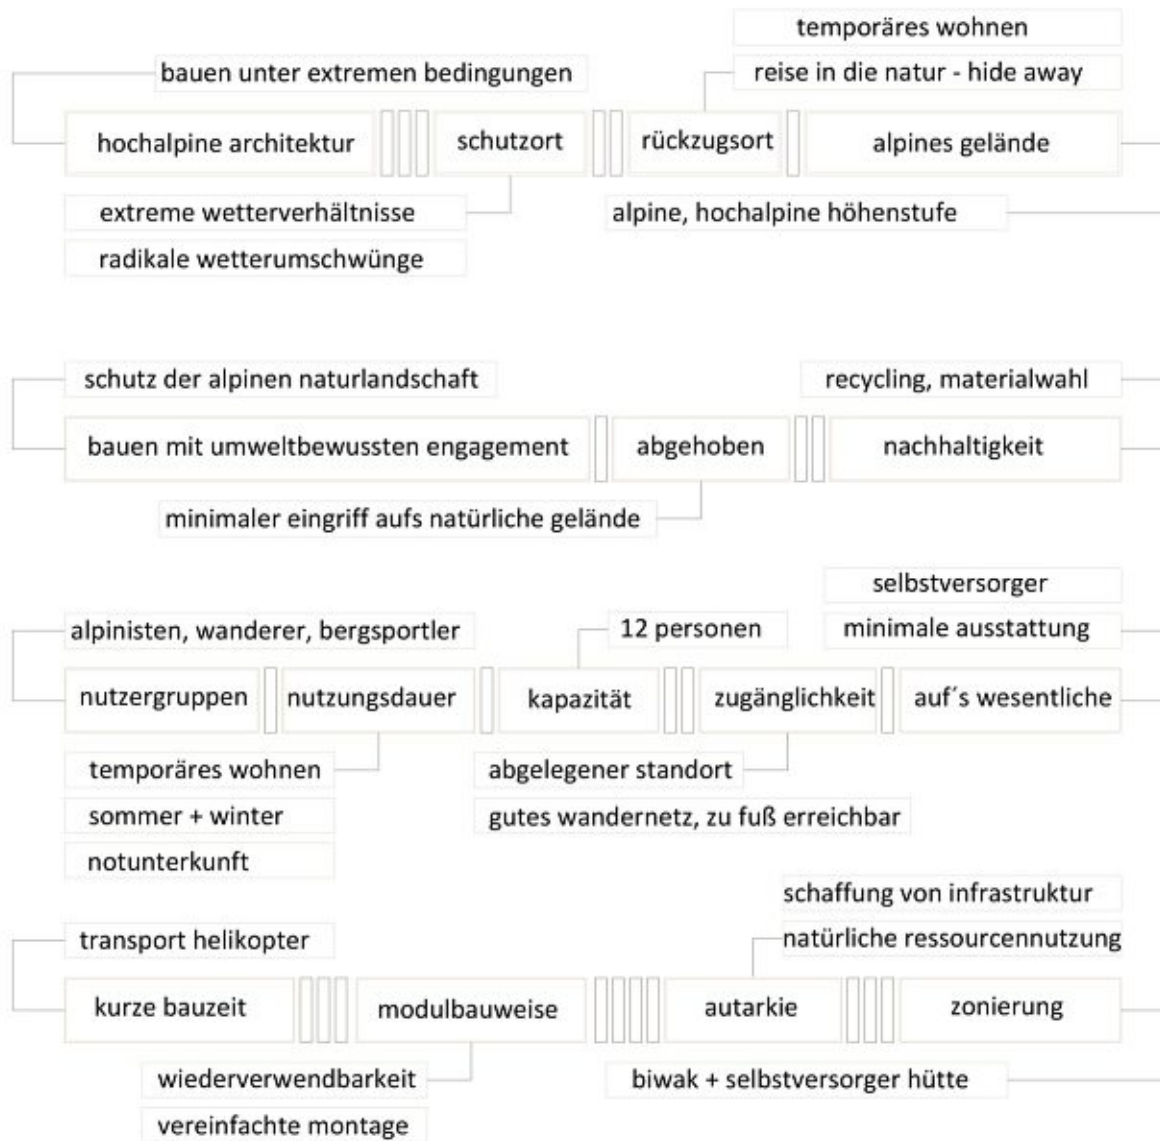 temporäres wohnen
bauen unter extremen bedingungen
reise in die natur - hide away
hochalpine architektur
schutzort
rückzugsort
alpines gelände
extreme wetterverhältnisse
alpine, hochalpine höhenstufe
radikale wetterumschwünge
schutz der alpinen naturlandschaft
recycling, materialwahl
bauen mit umweltbewussten engagement
abgehoben
nachhaltigkeit
minimaler eingriff aufs natürliche gelände
selbstversorger
alpinisten, wanderer, bergsportler
12 personen
minimale ausstattung
nutzergruppen
nutzungsdauer
kapazität
zugänglichkeit
auf´s wesentliche
temporäres wohnen
abgelegener standort
sommer + winter
gutes wandernetz, zu fuß erreichbar
notunterkunft
schaffung von infrastruktur
transport helikopter
natürliche ressourcennutzung
kurze bauzeit
modulbauweise
autarkie
zonierung
wiederverwendbarkeit
biwak + selbstversorger hütte
vereinfachte montage